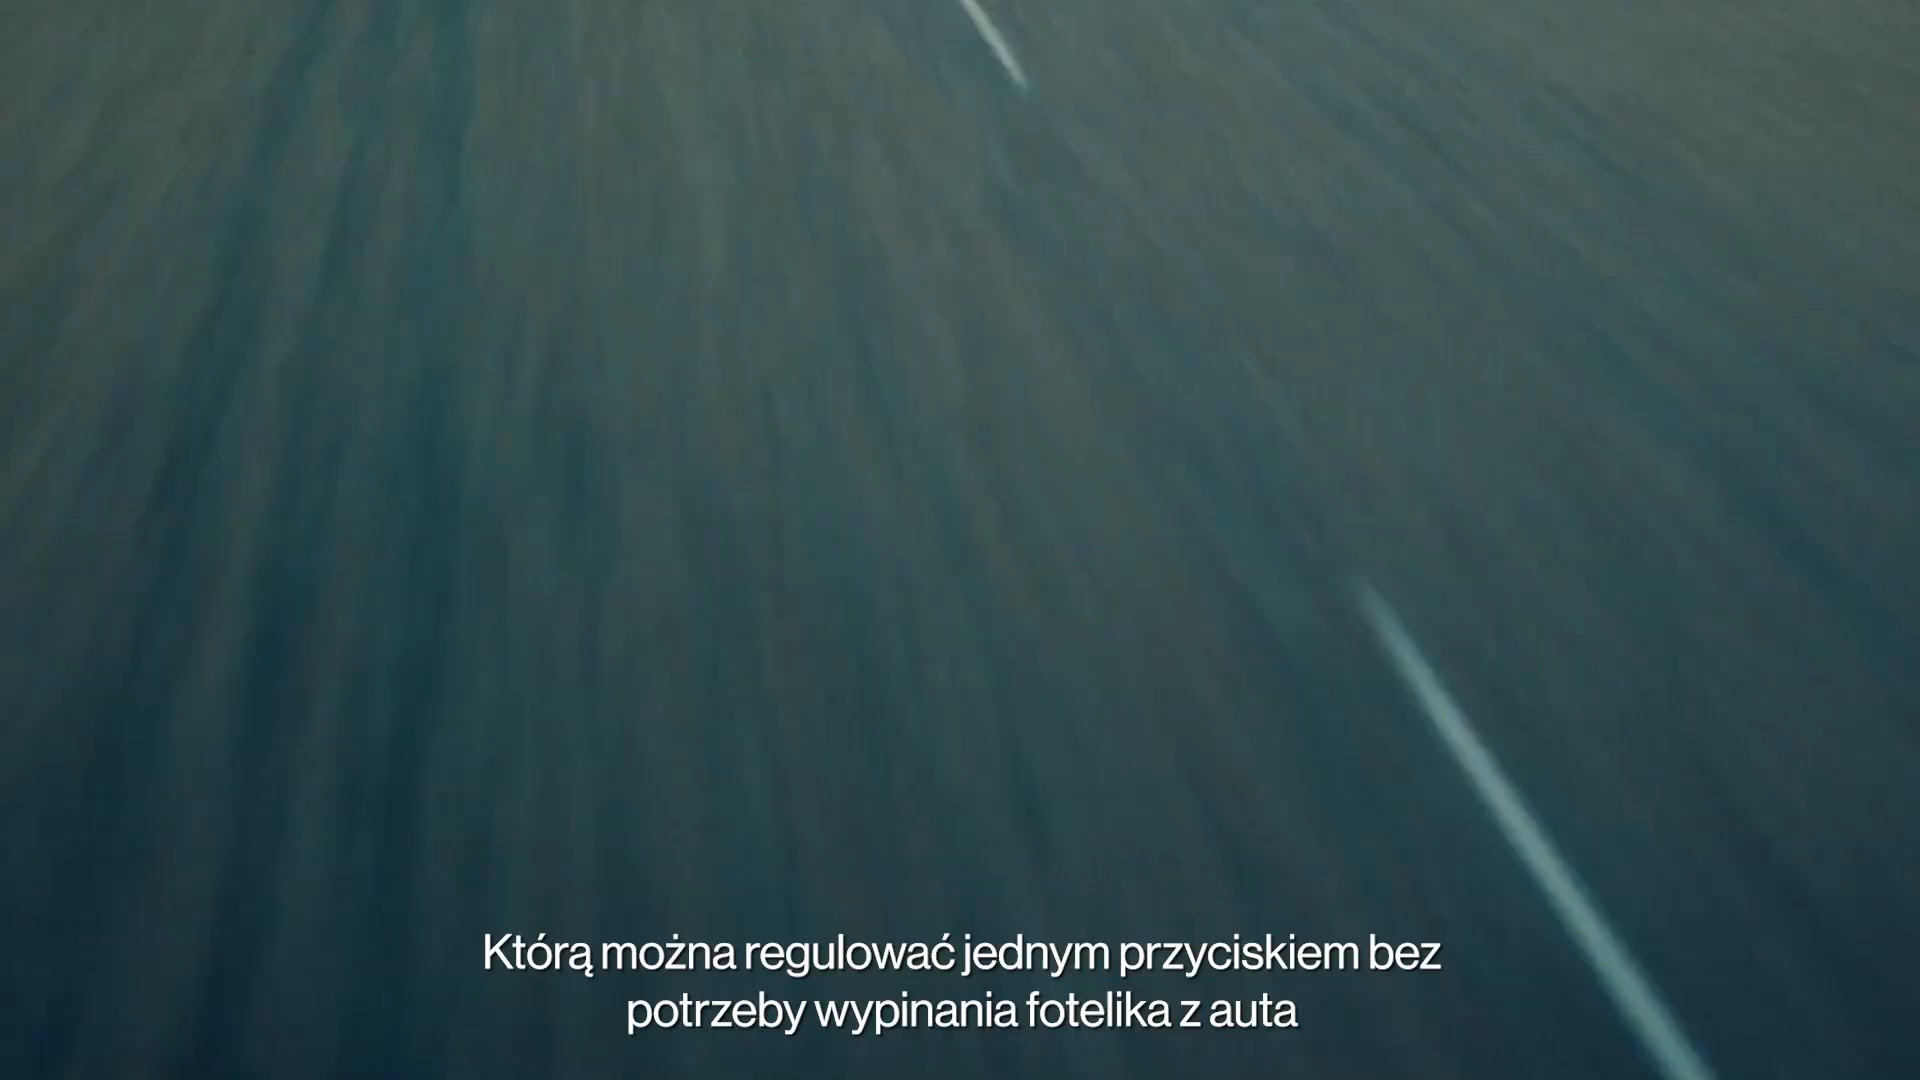 Którą można regulować jednym przyciskiem bez
potrzeby wypinania fotelika z auta